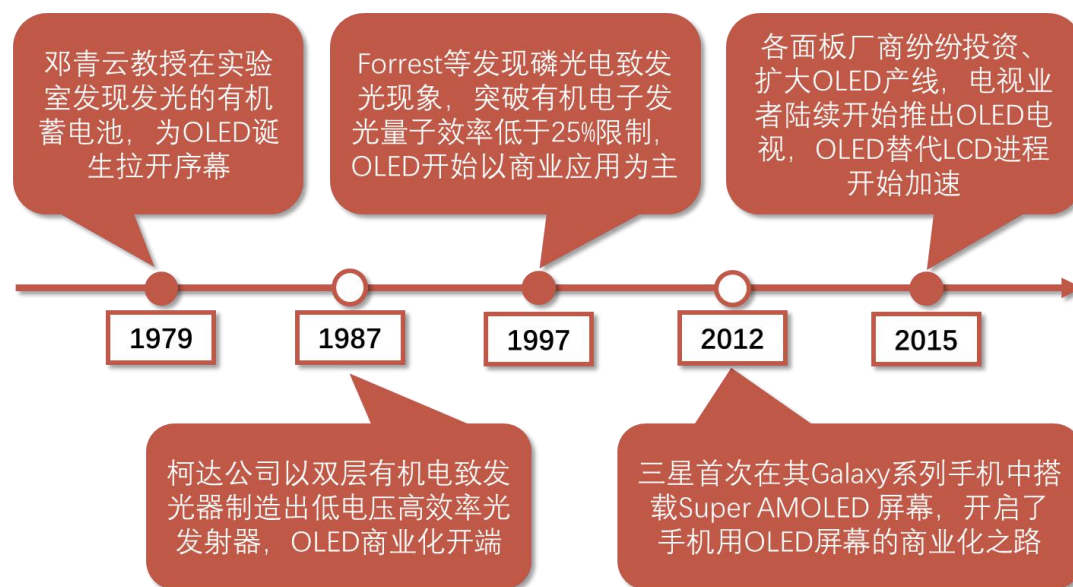 邓青云教授在实验
室发现发光的有机
蓄电池，为OLED诞
生拉开序幕
Forrest等发现磷光电致发
光现象，突破有机电子发
光量子效率低于25%限制，
OLED开始以商业应用为主
各面板厂商纷纷投资、
扩大OLED产线，电视业
者陆续开始推出OLED电
视，OLED替代LCD进程
开始加速
1979
1987
1997
2012
2015
柯达公司以双层有机电致发
光器制造出低电压高效率光
发射器，OLED商业化开端
三星首次在其Galaxy系列手机中搭
载Super AMOLED 屏幕，开启了
手机用OLED屏幕的商业化之路